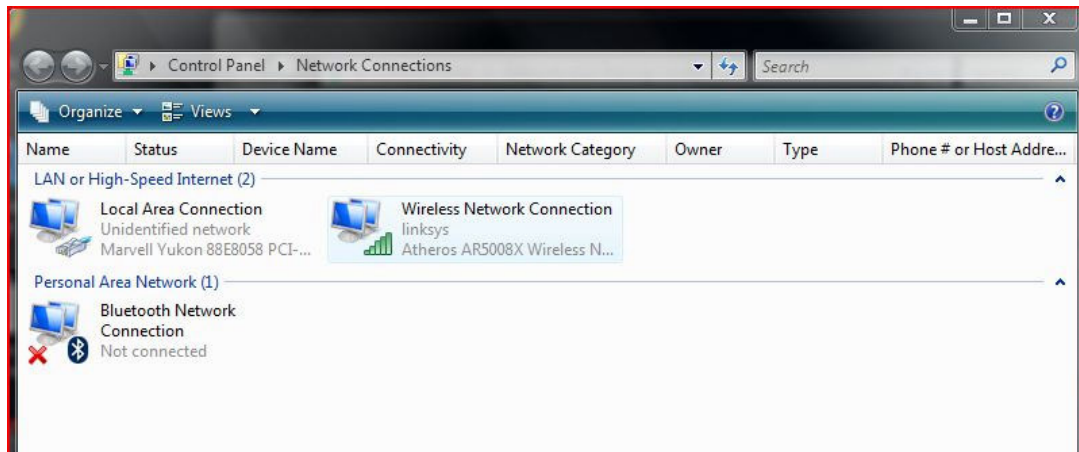 Control Panel Network Connections Search
Organize Views
Name Status Device Name Connectivity Network Category Owner Type Phone # or Host Addre...
LAN or High-Speed Internet (2)
Local Area Connection
Unidentified network
Marvell Yukon 88E8058 PCI-...
Wireless Network Connection
linksys
Atheros AR5008X Wireless N...
Personal Area Network (1)
Bluetooth Network
Connection
Not connected